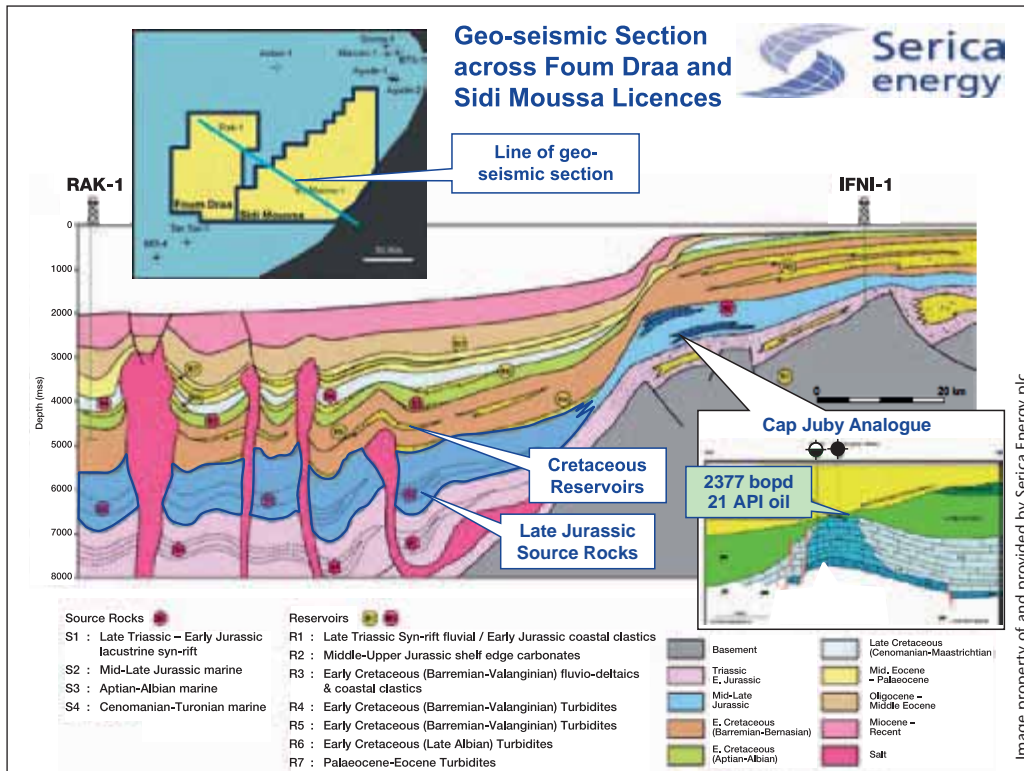 Geo-seismic Section
across Foum Draa and
Sidi Moussa Licences
Serica
energy
Rak-1
Foum Draa
Sidi Moussa
Line of geo-
seismic section
RAK-1
IFNI-1
0
1000
2000
3000
4000
5000
6000
7000
8000
Depth (mss)
0
20 km
Cretaceous
Reservoirs
Late Jurassic
Source Rocks
Cap Juby Analogue
2377 bopd
21 API oil
Image property of and provided by Serica Energy plc
Source Rocks
S1 : Late Triassic – Early Jurassic
lacustrine syn-rift
S2 : Mid-Late Jurassic marine
S3 : Aptian-Albian marine
S4 : Cenomanian-Turonian marine
Reservoirs
R1 : Late Triassic Syn-rift fluvial / Early Jurassic coastal clastics
R2 : Middle-Upper Jurassic shelf edge carbonates
R3 : Early Cretaceous (Barremian-Valanginian) fluvio-deltaics
& coastal clastics
R4 : Early Cretaceous (Barremian-Valanginian) Turbidites
R5 : Early Cretaceous (Barremian-Valanginian) Turbidites
R6 : Early Cretaceous (Late Albian) Turbidites
R7 : Palaeocene-Eocene Turbidites
Basement
Triassic
E. Jurassic
Mid-Late
Jurassic
E. Cretaceous
(Barremian-Bernasian)
E. Cretaceous
(Aptian-Albian)
Late Cretaceous
(Cenomanian-Maastrichtian
Mid. Eocene
– Palaeocene
Oligocene –
Middle Eocene
Miocene –
Recent
Salt